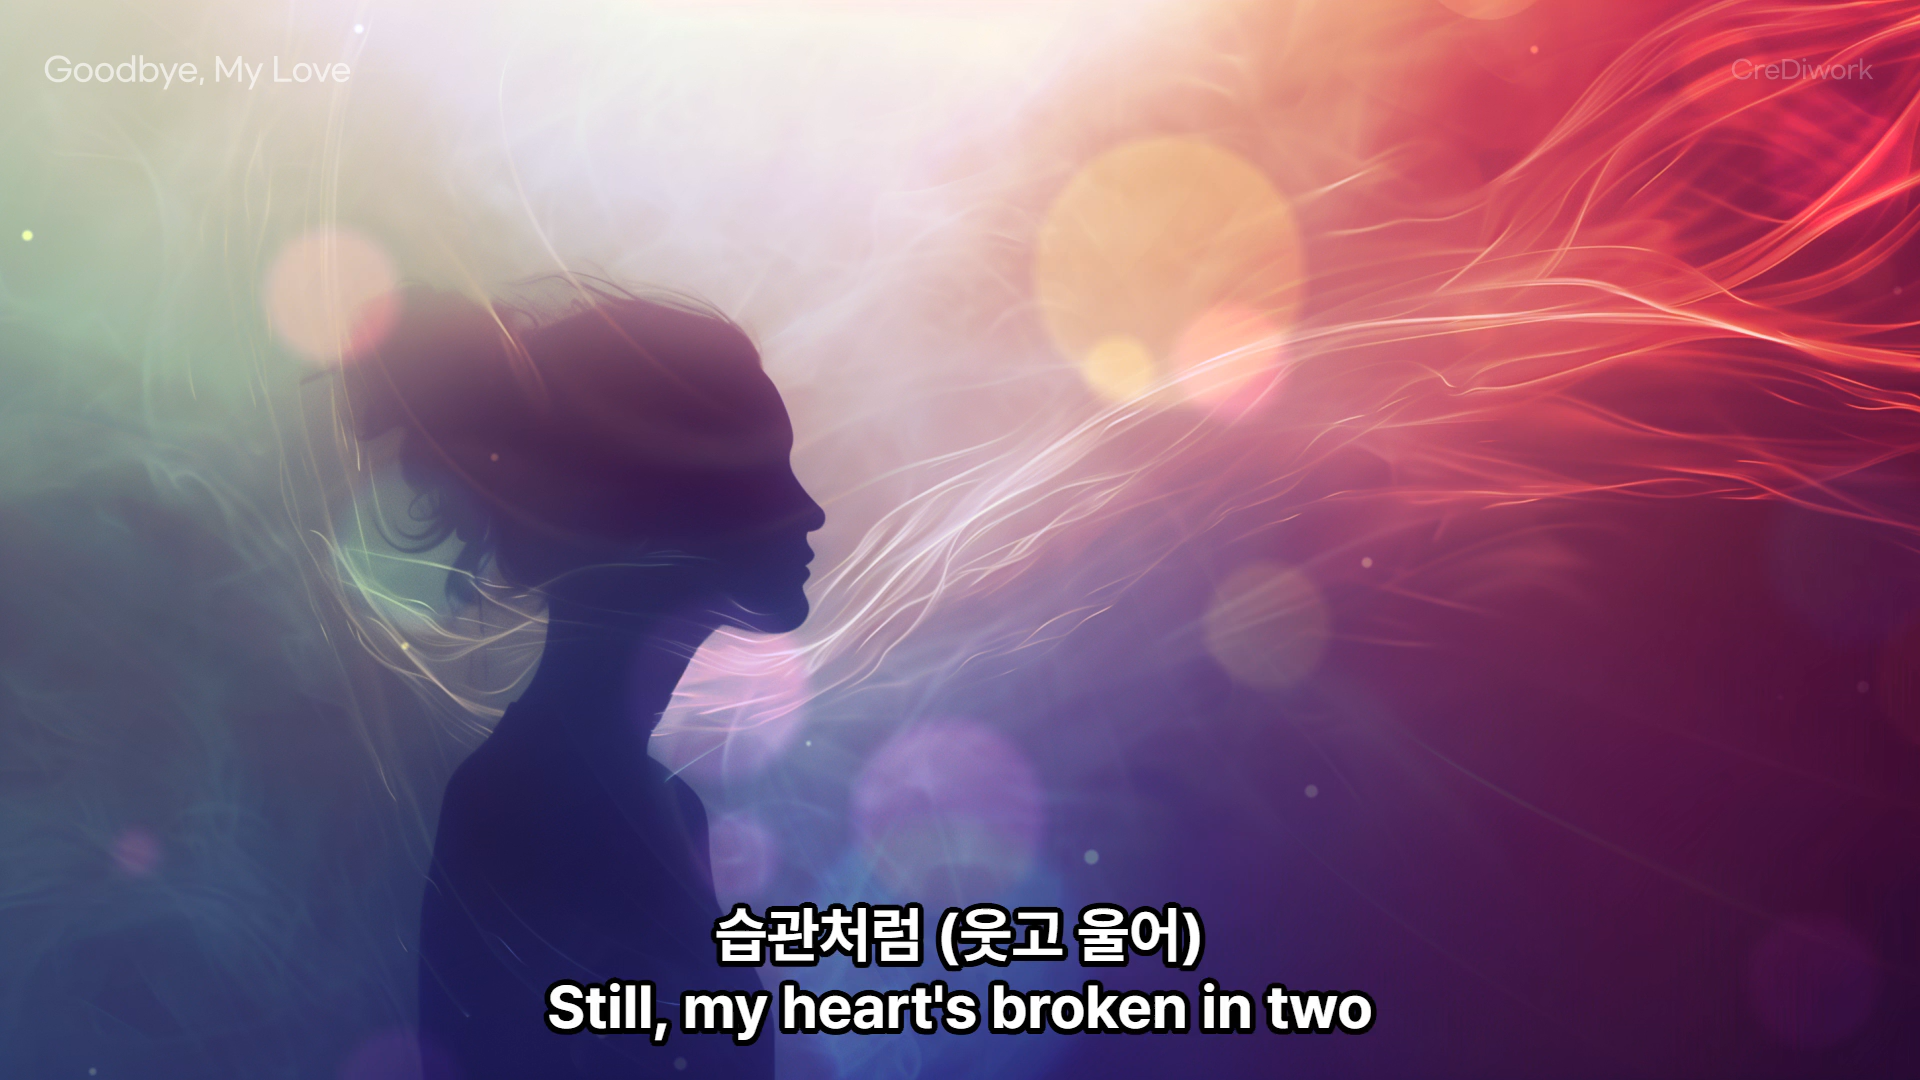 Goodbye, My Love
CreDiwork
습관처럼 (웃고 울어)
Still, my heart's broken in two